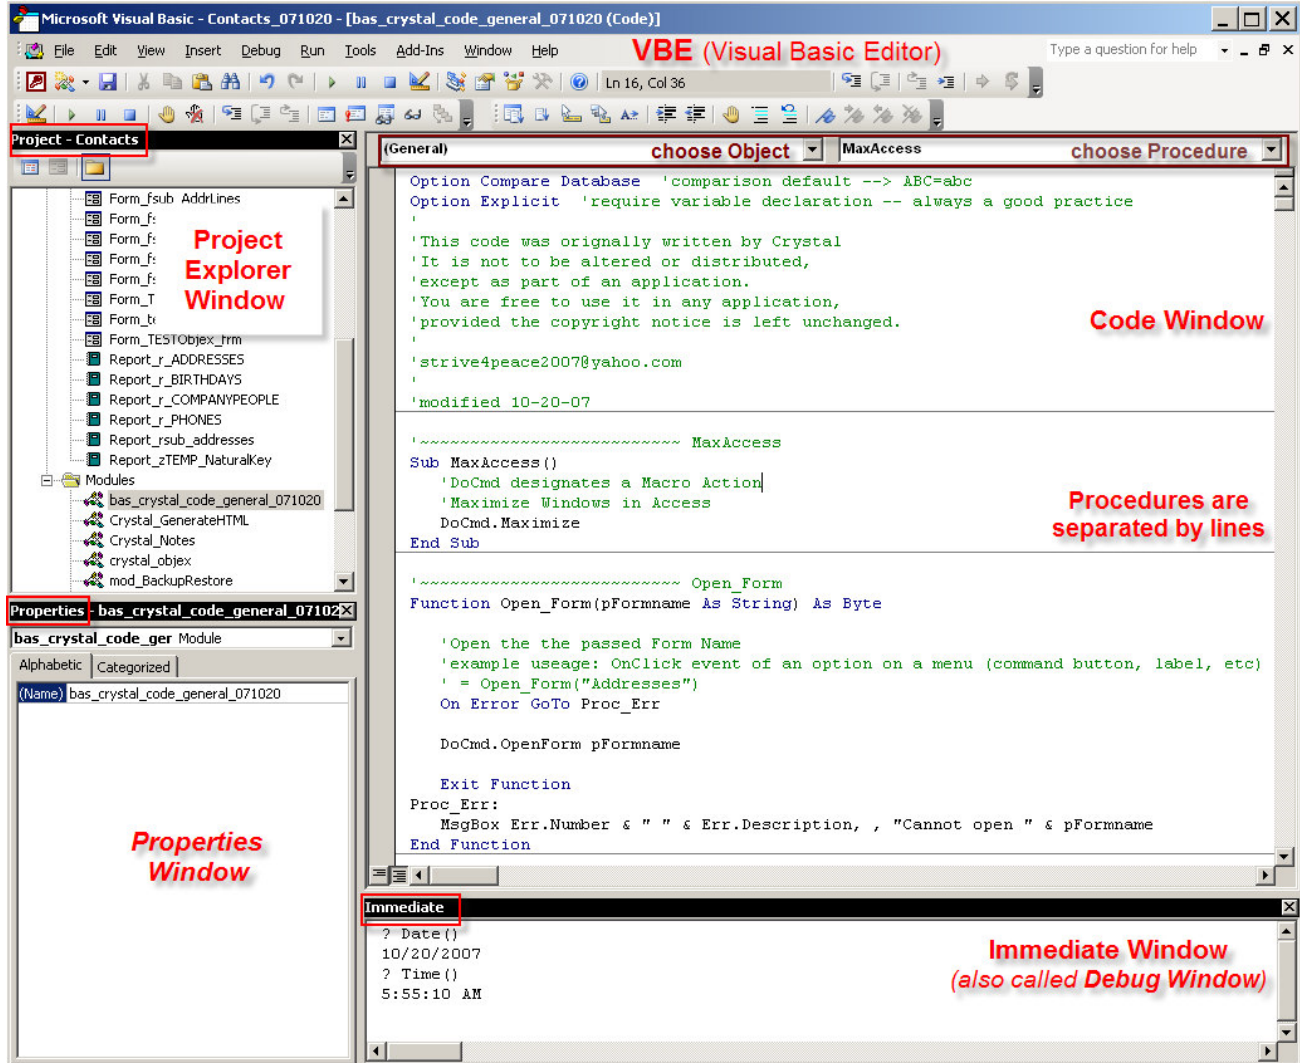 Microsoft Visual Basic - Contacts_071020 - [bas_crystal_code_general_071020 (Code)]
File Edit View Insert Debug Run Tools Add-Ins Window Help
VBE (Visual Basic Editor)
Type a question for help
Ln 16, Col 36
Project - Contacts
Form_fsub_AddrLines
Form_f
Form_f
Form_f
Form_f
Form_T
Form_t
Form_TESTObjex_frm
Report_r_ADDRESSES
Report_r_BIRTHDAYS
Report_r_COMPANYPEOPLE
Report_r_PHONES
Report_rsub_addresses
Report_zTEMP_NaturalKey
Modules
bas_crystal_code_general_071020
Crystal_GenerateHTML
Crystal_Notes
crystal_objex
mod_BackupRestore
Project
Explorer
Window
Properties - bas_crystal_code_general_07102
bas_crystal_code_ger Module
Alphabetic Categorized
(Name) bas_crystal_code_general_071020
Properties
Window
(General) choose Object MaxAccess choose Procedure
Option Compare Database 'comparison default --> ABC=abc
Option Explicit 'require variable declaration -- always a good practice
'
'This code was orignally written by Crystal
'It is not to be altered or distributed,
'except as part of an application.
'You are free to use it in any application,
'provided the copyright notice is left unchanged.
'
'strive4peace2007@yahoo.com
'
'modified 10-20-07
Code Window
'~~~~~~~~~~~~~~~~~~~~~~~~~~ MaxAccess
Sub MaxAccess()
'DoCmd designates a Macro Action
'Maximize Windows in Access
DoCmd.Maximize
End Sub
Procedures are
separated by lines
'~~~~~~~~~~~~~~~~~~~~~~~~~~ Open_Form
Function Open_Form(pFormname As String) As Byte
'Open the the passed Form Name
'example useage: OnClick event of an option on a menu (command button, label, etc)
' = Open_Form("Addresses")
On Error GoTo Proc_Err
DoCmd.OpenForm pFormname
Exit Function
Proc_Err:
MsgBox Err.Number & " " & Err.Description, , "Cannot open " & pFormname
End Function
Immediate
? Date()
10/20/2007
? Time()
5:55:10 AM
Immediate Window
(also called Debug Window)